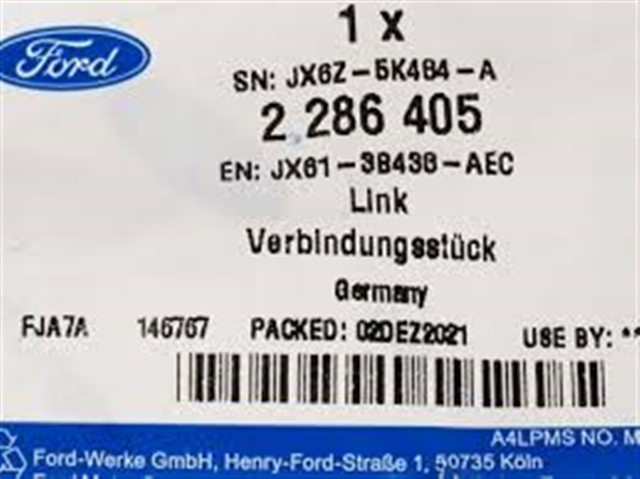 Ford
1 x
SN: JX6Z-5K484-A
2 286 405
EN: JX61-3B438-AEC
Link
Verbindungsstück
Germany
FJA7A 146767 PACKED: 02DEZ2021 USE BY: **
A4LPMS NO. M
Ford-Werke GmbH, Henry-Ford-Straße 1, 50735 Köln